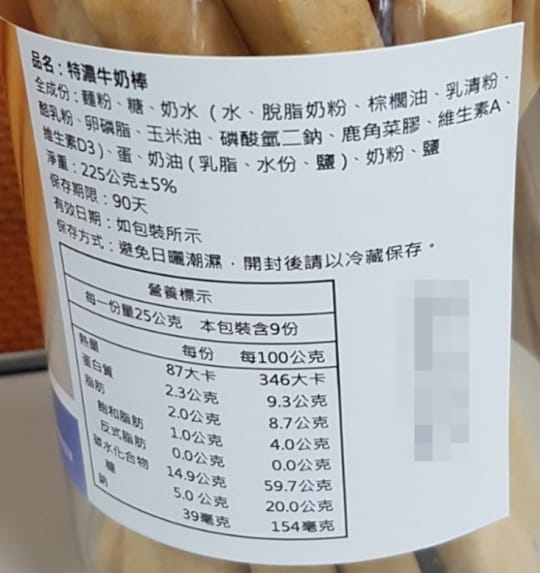 品名：特濃牛奶棒
全成份：麵粉、糖、奶水（水、脫脂奶粉、棕櫚油、乳清粉、
酪乳粉、卵磷脂、玉米油、磷酸氫二鈉、鹿角菜膠、維生素A、
維生素D3）、蛋、奶油（乳脂、水份、鹽）、奶粉、鹽
淨重：225公克±5%
保存期限：90天
有效日期：如包裝所示
保存方式：避免日曬潮濕，開封後請以冷藏保存。
營養標示
每一份量25公克 本包裝含9份
每份 每100公克
熱量 87大卡 346大卡
蛋白質 2.3公克 9.3公克
脂肪 2.0公克 8.7公克
飽和脂肪 1.0公克 4.0公克
反式脂肪 0.0公克 0.0公克
碳水化合物 14.9公克 59.7公克
糖 5.0公克 20.0公克
鈉 39毫克 154毫克